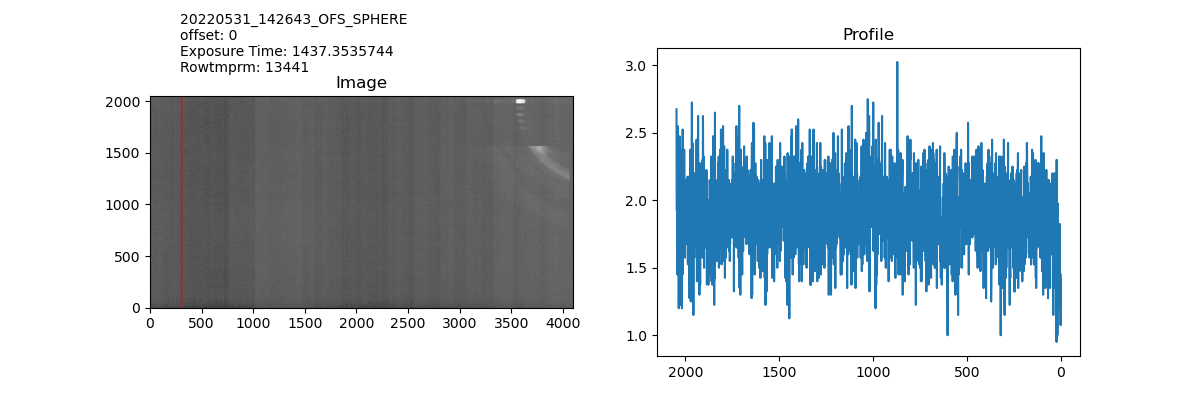 20220531_142643_OFS_SPHERE
offset: 0
Exposure Time: 1437.3535744
Rowtmprm: 13441
Image
2000
1500
1000
500
0
0 500 1000 1500 2000 2500 3000 3500 4000
Profile
3.0
2.5
2.0
1.5
1.0
2000 1500 1000 500 0